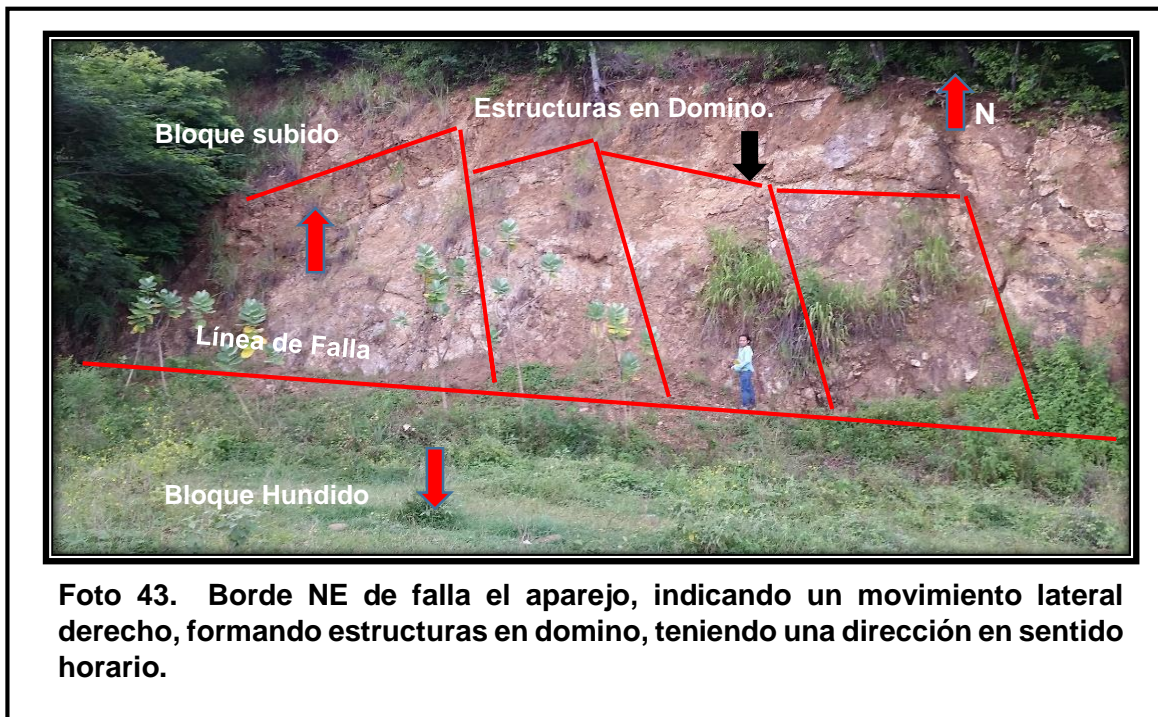 Bloque subido
Estructuras en Domino.
N
Línea de Falla
Bloque Hundido
Foto 43. Borde NE de falla el aparejo, indicando un movimiento lateral
derecho, formando estructuras en domino, teniendo una dirección en sentido
horario.